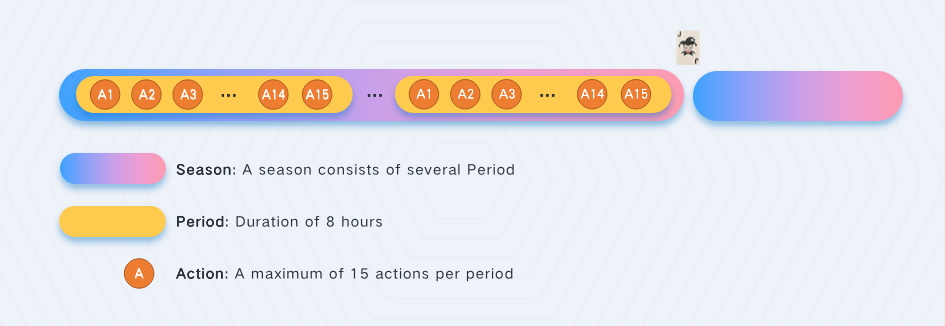 A1 A2 A3 ... A14 A15 ... A1 A2 A3 ... A14 A15
Season: A season consists of several Period
Period: Duration of 8 hours
A Action: A maximum of 15 actions per period